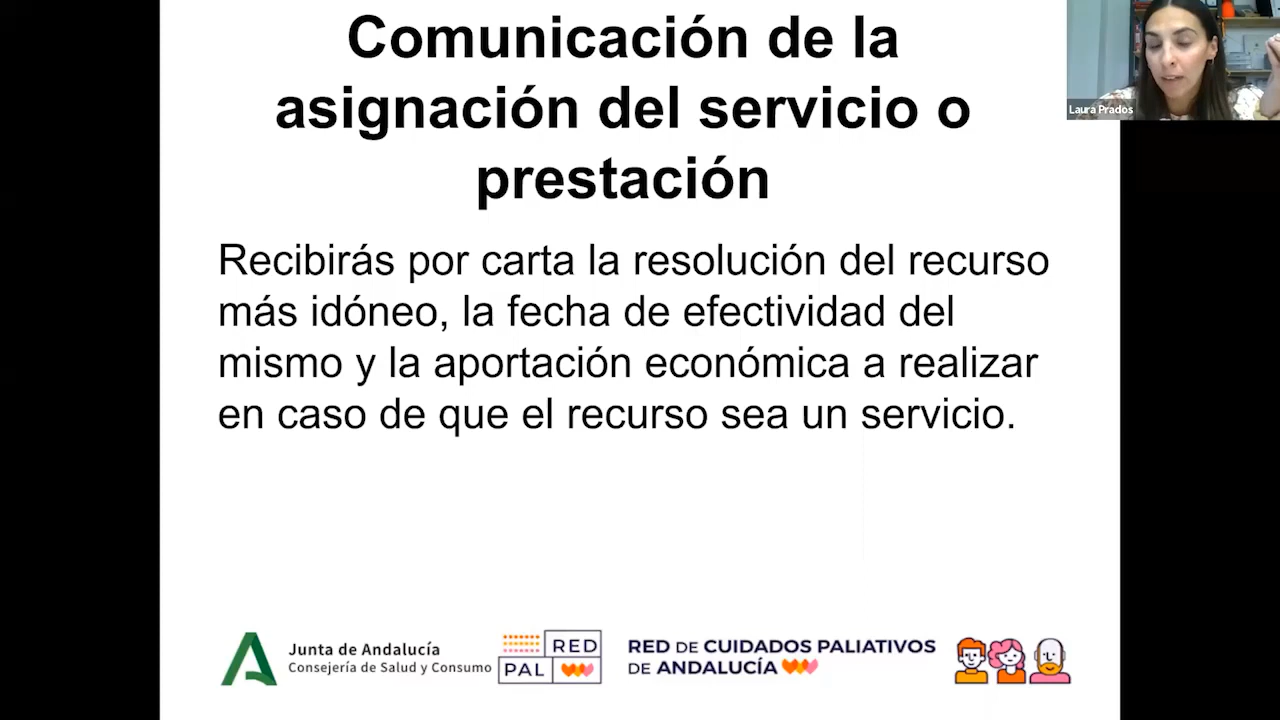 Comunicación de la
asignación del servicio o
prestación
Laura Prados
Recibirás por carta la resolución del recurso
más idóneo, la fecha de efectividad del
mismo y la aportación económica a realizar
en caso de que el recurso sea un servicio.
Junta de Andalucía
Consejería de Salud y Consumo
RED
PAL
RED DE CUIDADOS PALIATIVOS
DE ANDALUCÍA